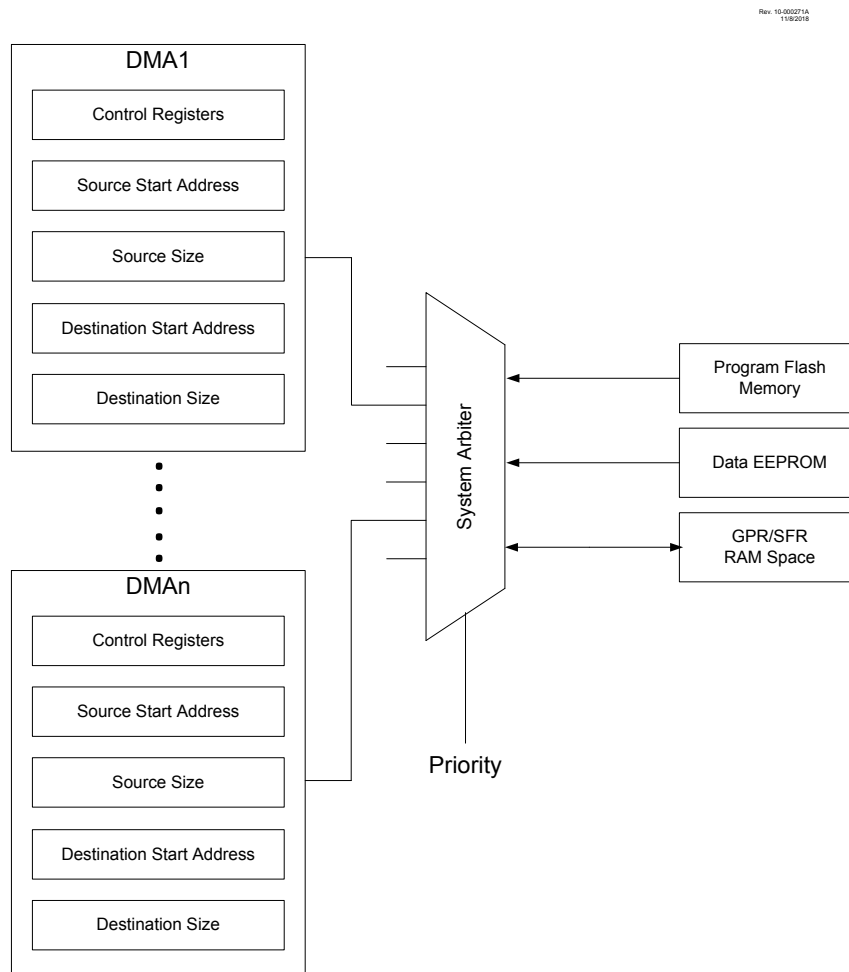 Rev. 10-000271A
11/8/2018
DMA1
Control Registers
Source Start Address
Source Size
Destination Start Address
Destination Size
System Arbiter
Program Flash
Memory
Data EEPROM
GPR/SFR
RAM Space
Priority
DMAn
Control Registers
Source Start Address
Source Size
Destination Start Address
Destination Size